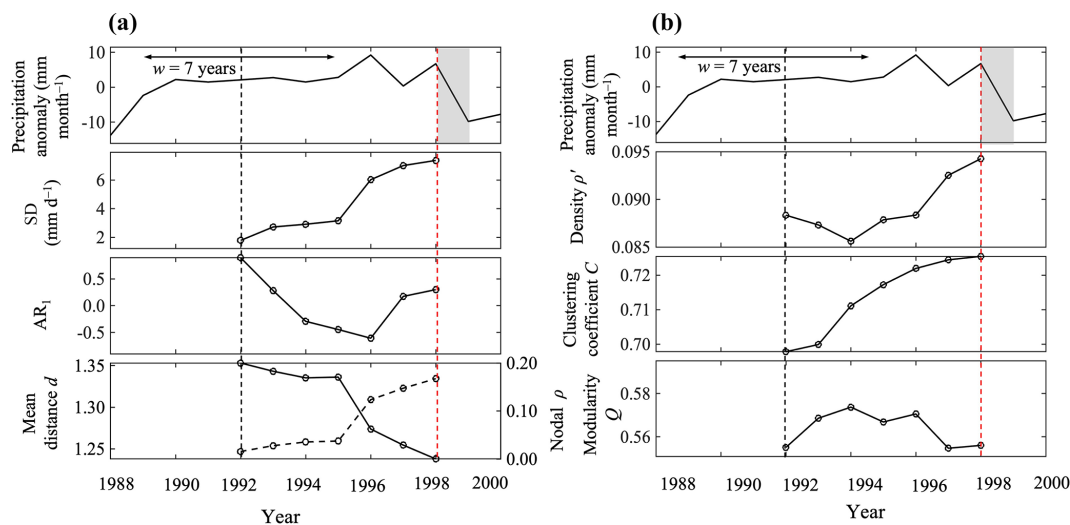 (a)
Precipitation
anomaly (mm
month⁻¹)
10
0
-10
w = 7 years
SD
(mm d⁻¹)
6
4
2
AR₁
0.5
0.0
-0.5
Mean
distance d
1.35
1.30
1.25
0.20
0.10
0.00
Nodal ρ
1988 1990 1992 1994 1996 1998 2000
Year
(b)
Precipitation
anomaly (mm
month⁻¹)
10
0
-10
w = 7 years
Density ρ'
0.095
0.090
0.085
Clustering
coefficient C
0.72
0.71
0.70
Modularity
Q
0.58
0.56
1988 1990 1992 1994 1996 1998 2000
Year